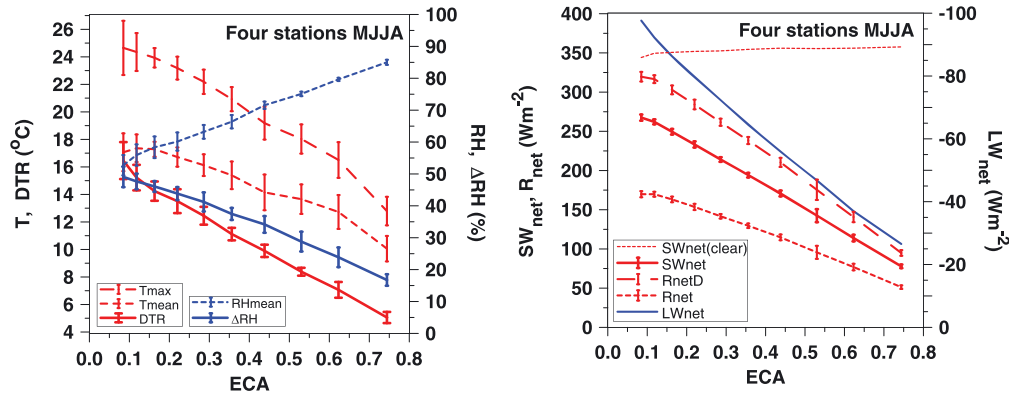 Four stations MJJA
T, DTR (°C)
26
24
22
20
18
16
14
12
10
8
6
4
100
90
80
70
60
50
40
30
20
10
0
RH, ΔRH (%)
Tmax
Tmean
DTR
RHmean
ΔRH
0.0 0.1 0.2 0.3 0.4 0.5 0.6 0.7 0.8
ECA
Four stations MJJA
SWnet, Rnet (Wm-2)
400
350
300
250
200
150
100
50
0
-100
-80
-60
-40
-20
0
LWnet (Wm-2)
SWnet(clear)
SWnet
RnetD
Rnet
LWnet
0.0 0.1 0.2 0.3 0.4 0.5 0.6 0.7 0.8
ECA